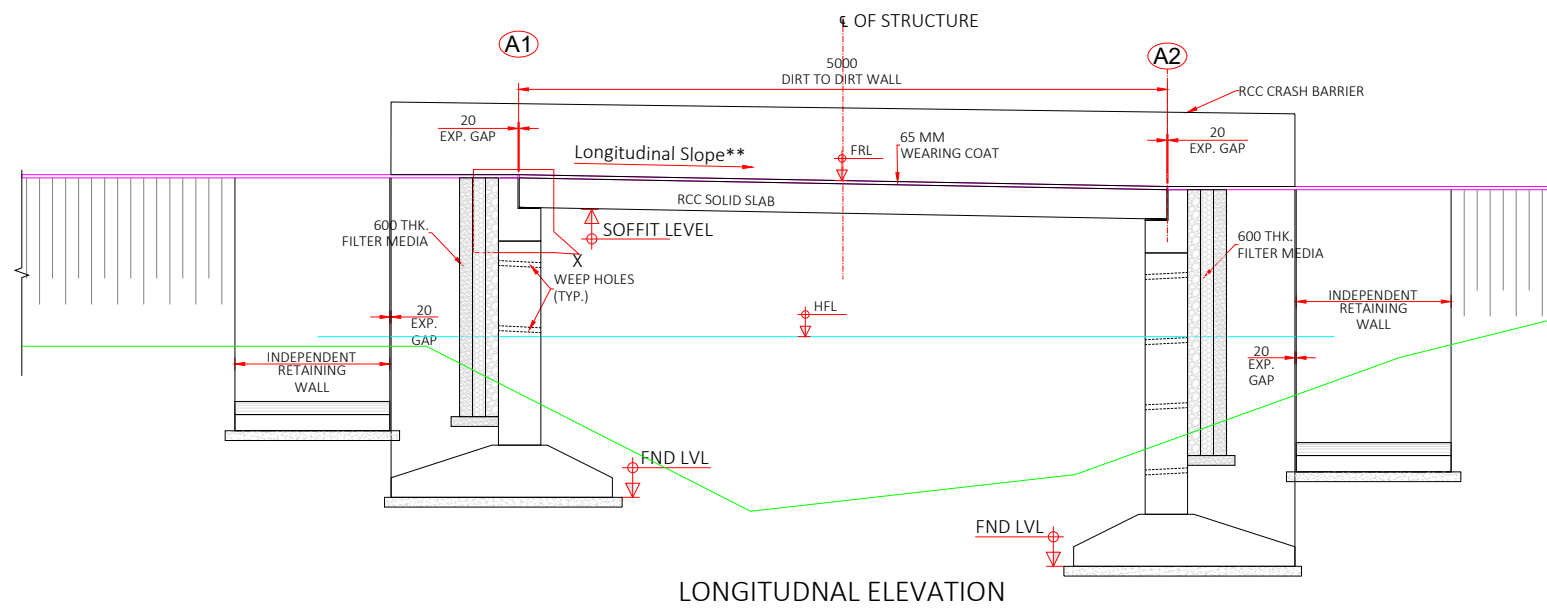 ℄ OF STRUCTURE
A1
A2
5000
DIRT TO DIRT WALL
RCC CRASH BARRIER
20
EXP. GAP
65 MM
WEARING COAT
20
EXP. GAP
Longitudinal Slope**
FRL
RCC SOLID SLAB
600 THK.
FILTER MEDIA
SOFFIT LEVEL
600 THK.
FILTER MEDIA
X
WEEP HOLES
(TYP.)
20
EXP.
GAP
HFL
INDEPENDENT
RETAINING
WALL
INDEPENDENT
RETAINING
WALL
20
EXP.
GAP
FND LVL
FND LVL
LONGITUDNAL ELEVATION